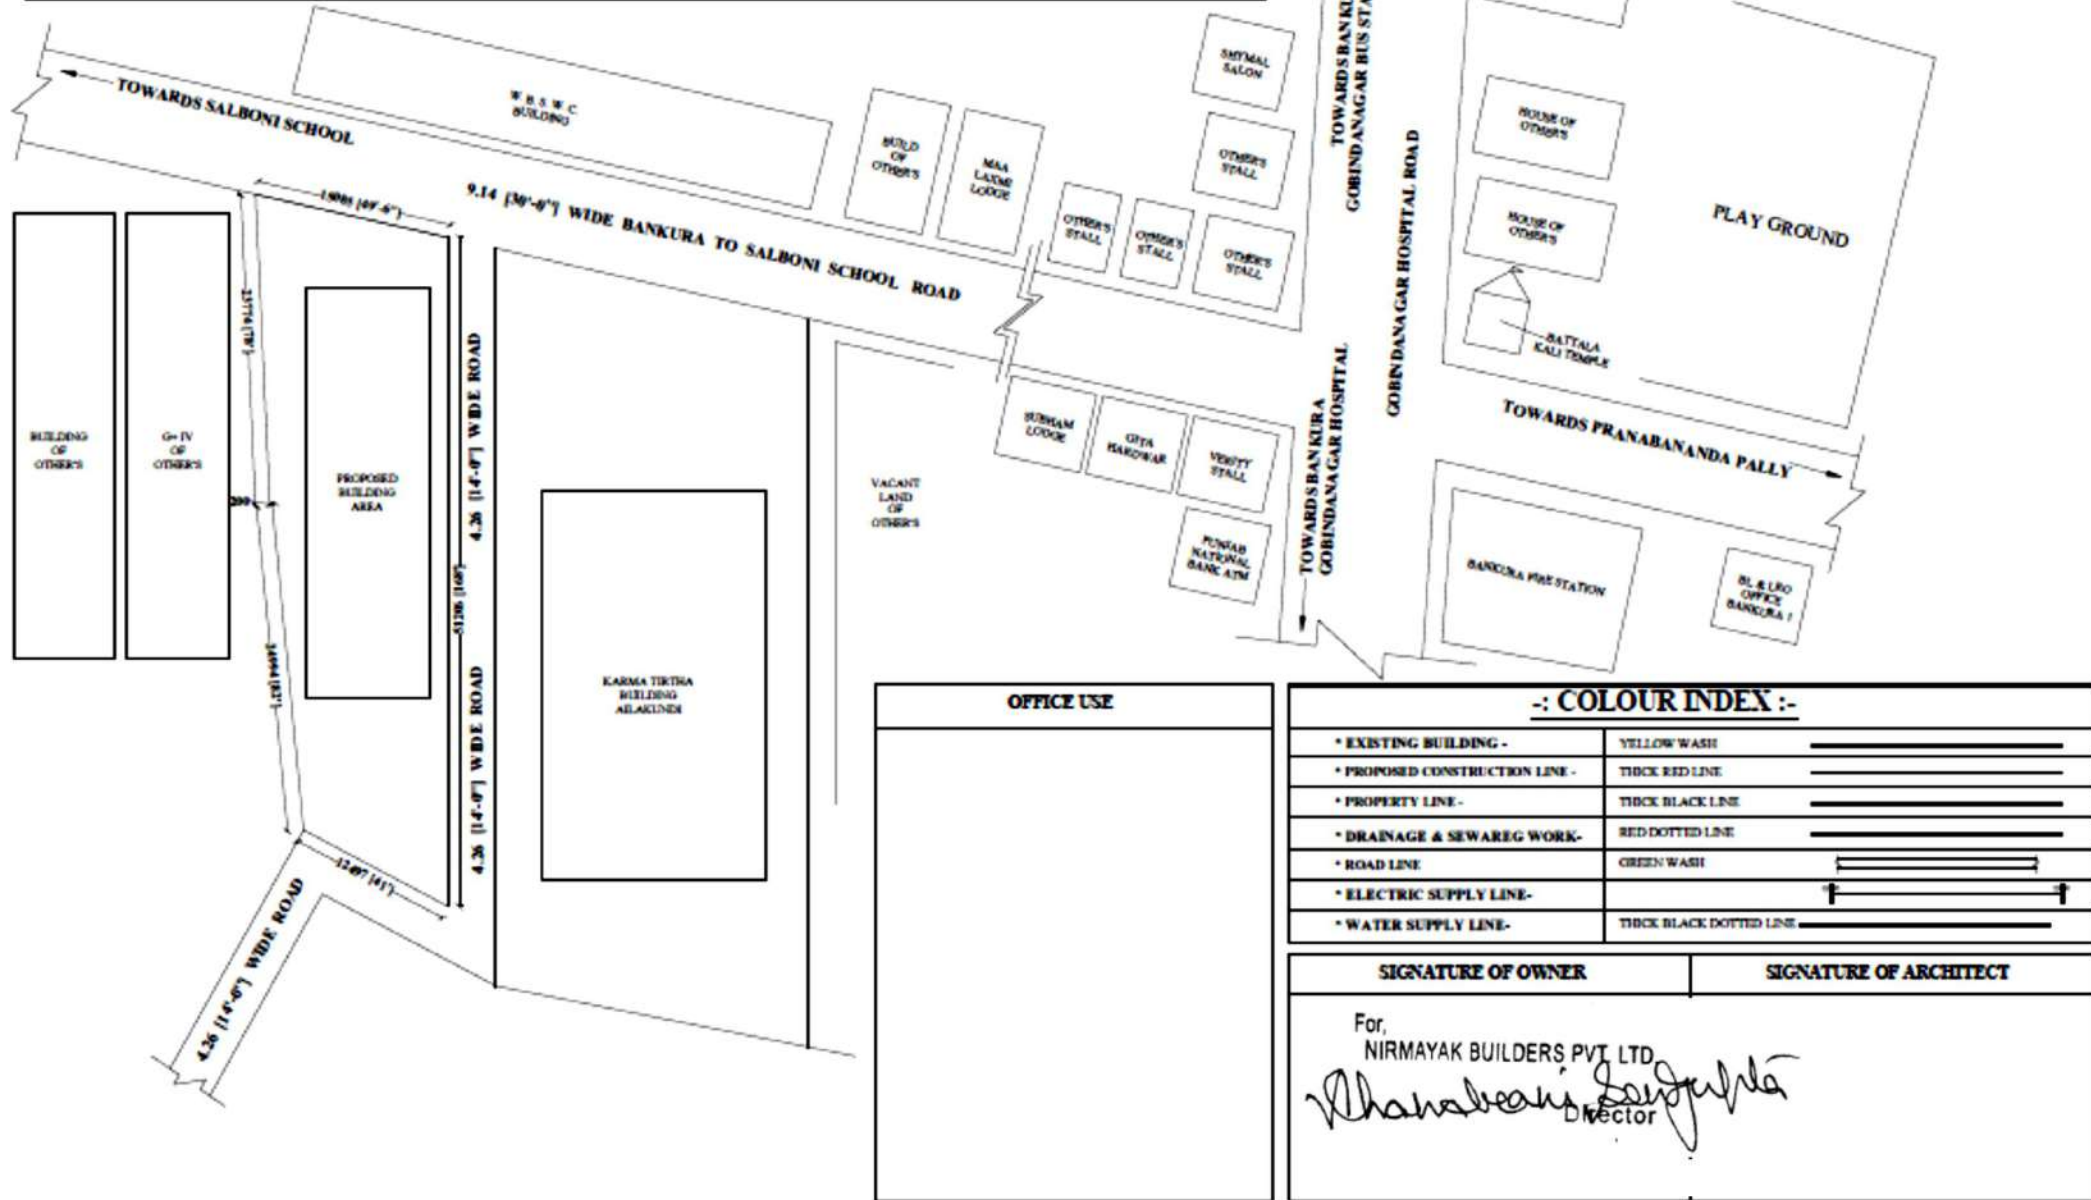 TOWARDS SALBONI SCHOOL
W. B. S. W. C.
BUILDING
BUILD
OF
OTHER'S
MAA
LAXMI
LODGE
SHYMAL
SALON
OTHER'S
STALL
OTHER'S
STALL
OTHER'S
STALL
OTHER'S
STALL
GOBINDANAGAR HOSPITAL ROAD
HOUSE OF
OTHER'S
HOUSE OF
OTHER'S
PLAY GROUND
BATTALA
KALI TEMPLE
9.14 [30'-0"] WIDE BANKURA TO SALBONI SCHOOL ROAD
BUILDING
OF
OTHER'S
G+ IV
OF
OTHER'S
PROPOSED
BUILDING
AREA
4.26 [14'-0"] WIDE ROAD
51206 [168']
4.26 [14'-0"] WIDE ROAD
12497 [41']
4.26 [14'-0"] WIDE ROAD
KARMA TIRTHA
BUILDING
AILAKUNDI
VACANT
LAND
OF
OTHER'S
SUBHAM
LODGE
GITA
HARDWAR
VERITY
STALL
PUNJAB
NATIONAL
BANK ATM
TOWARDS BANKURA
GOBINDANAGAR HOSPITAL
TOWARDS PRANABANANDA PALLY
BANKURA FIRE STATION
BL & LRO
OFFICE
BANKURA I
OFFICE USE
-: COLOUR INDEX :-
* EXISTING BUILDING - YELLOW WASH
* PROPOSED CONSTRUCTION LINE - THICK RED LINE
* PROPERTY LINE - THICK BLACK LINE
* DRAINAGE & SEWAREG WORK- RED DOTTED LINE
* ROAD LINE GREEN WASH
* ELECTRIC SUPPLY LINE-
* WATER SUPPLY LINE- THICK BLACK DOTTED LINE
SIGNATURE OF OWNER SIGNATURE OF ARCHITECT
For,
NIRMAYAK BUILDERS PVT. LTD.
Director